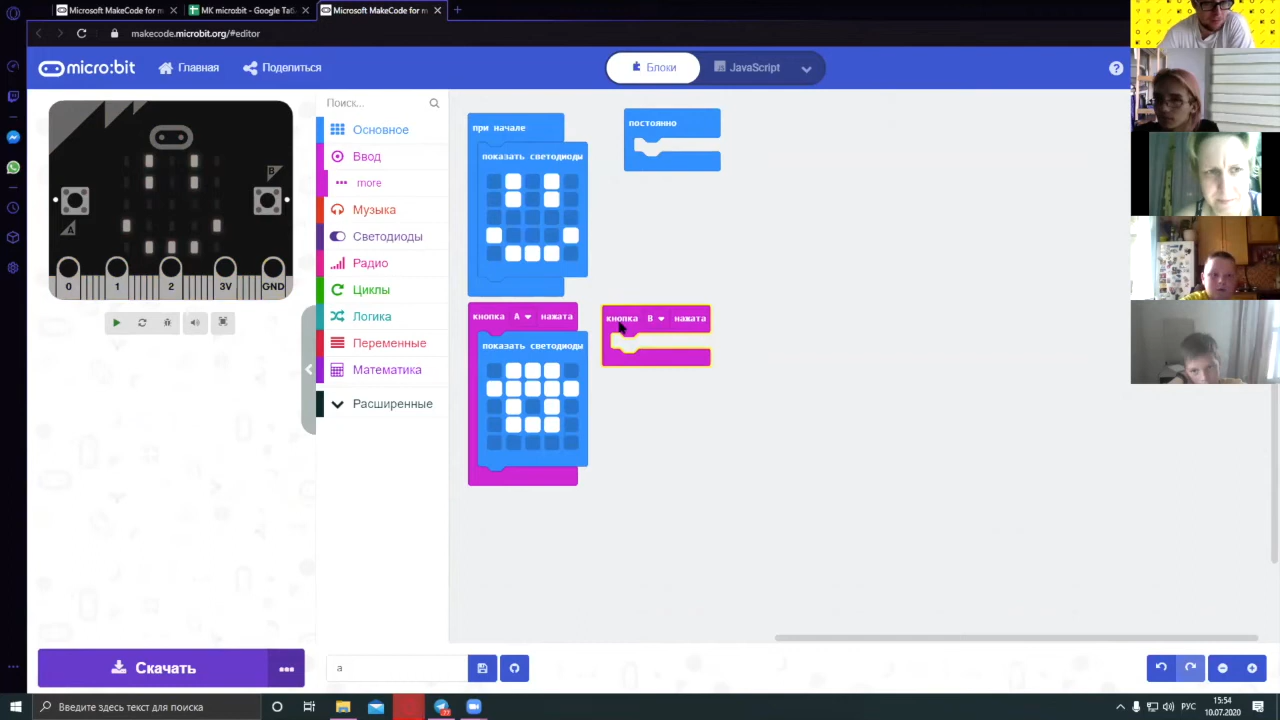 Microsoft MakeCode for m
MK microbit - Google Таб
Microsoft MakeCode for m
makecode.microbit.org/#editor
micro:bit
Главная
Поделиться
Блоки
JavaScript
?
Поиск...
Основное
Ввод
more
Музыка
Светодиоды
Радио
Циклы
Логика
Переменные
Математика
Расширенные
A
B
0 1 2 3V GND
при начале
показать светодиоды
постоянно
кнопка A нажата
показать светодиоды
кнопка B нажата
Скачать
a
Введите здесь текст для поиска
РУС
15:54
10.07.2020